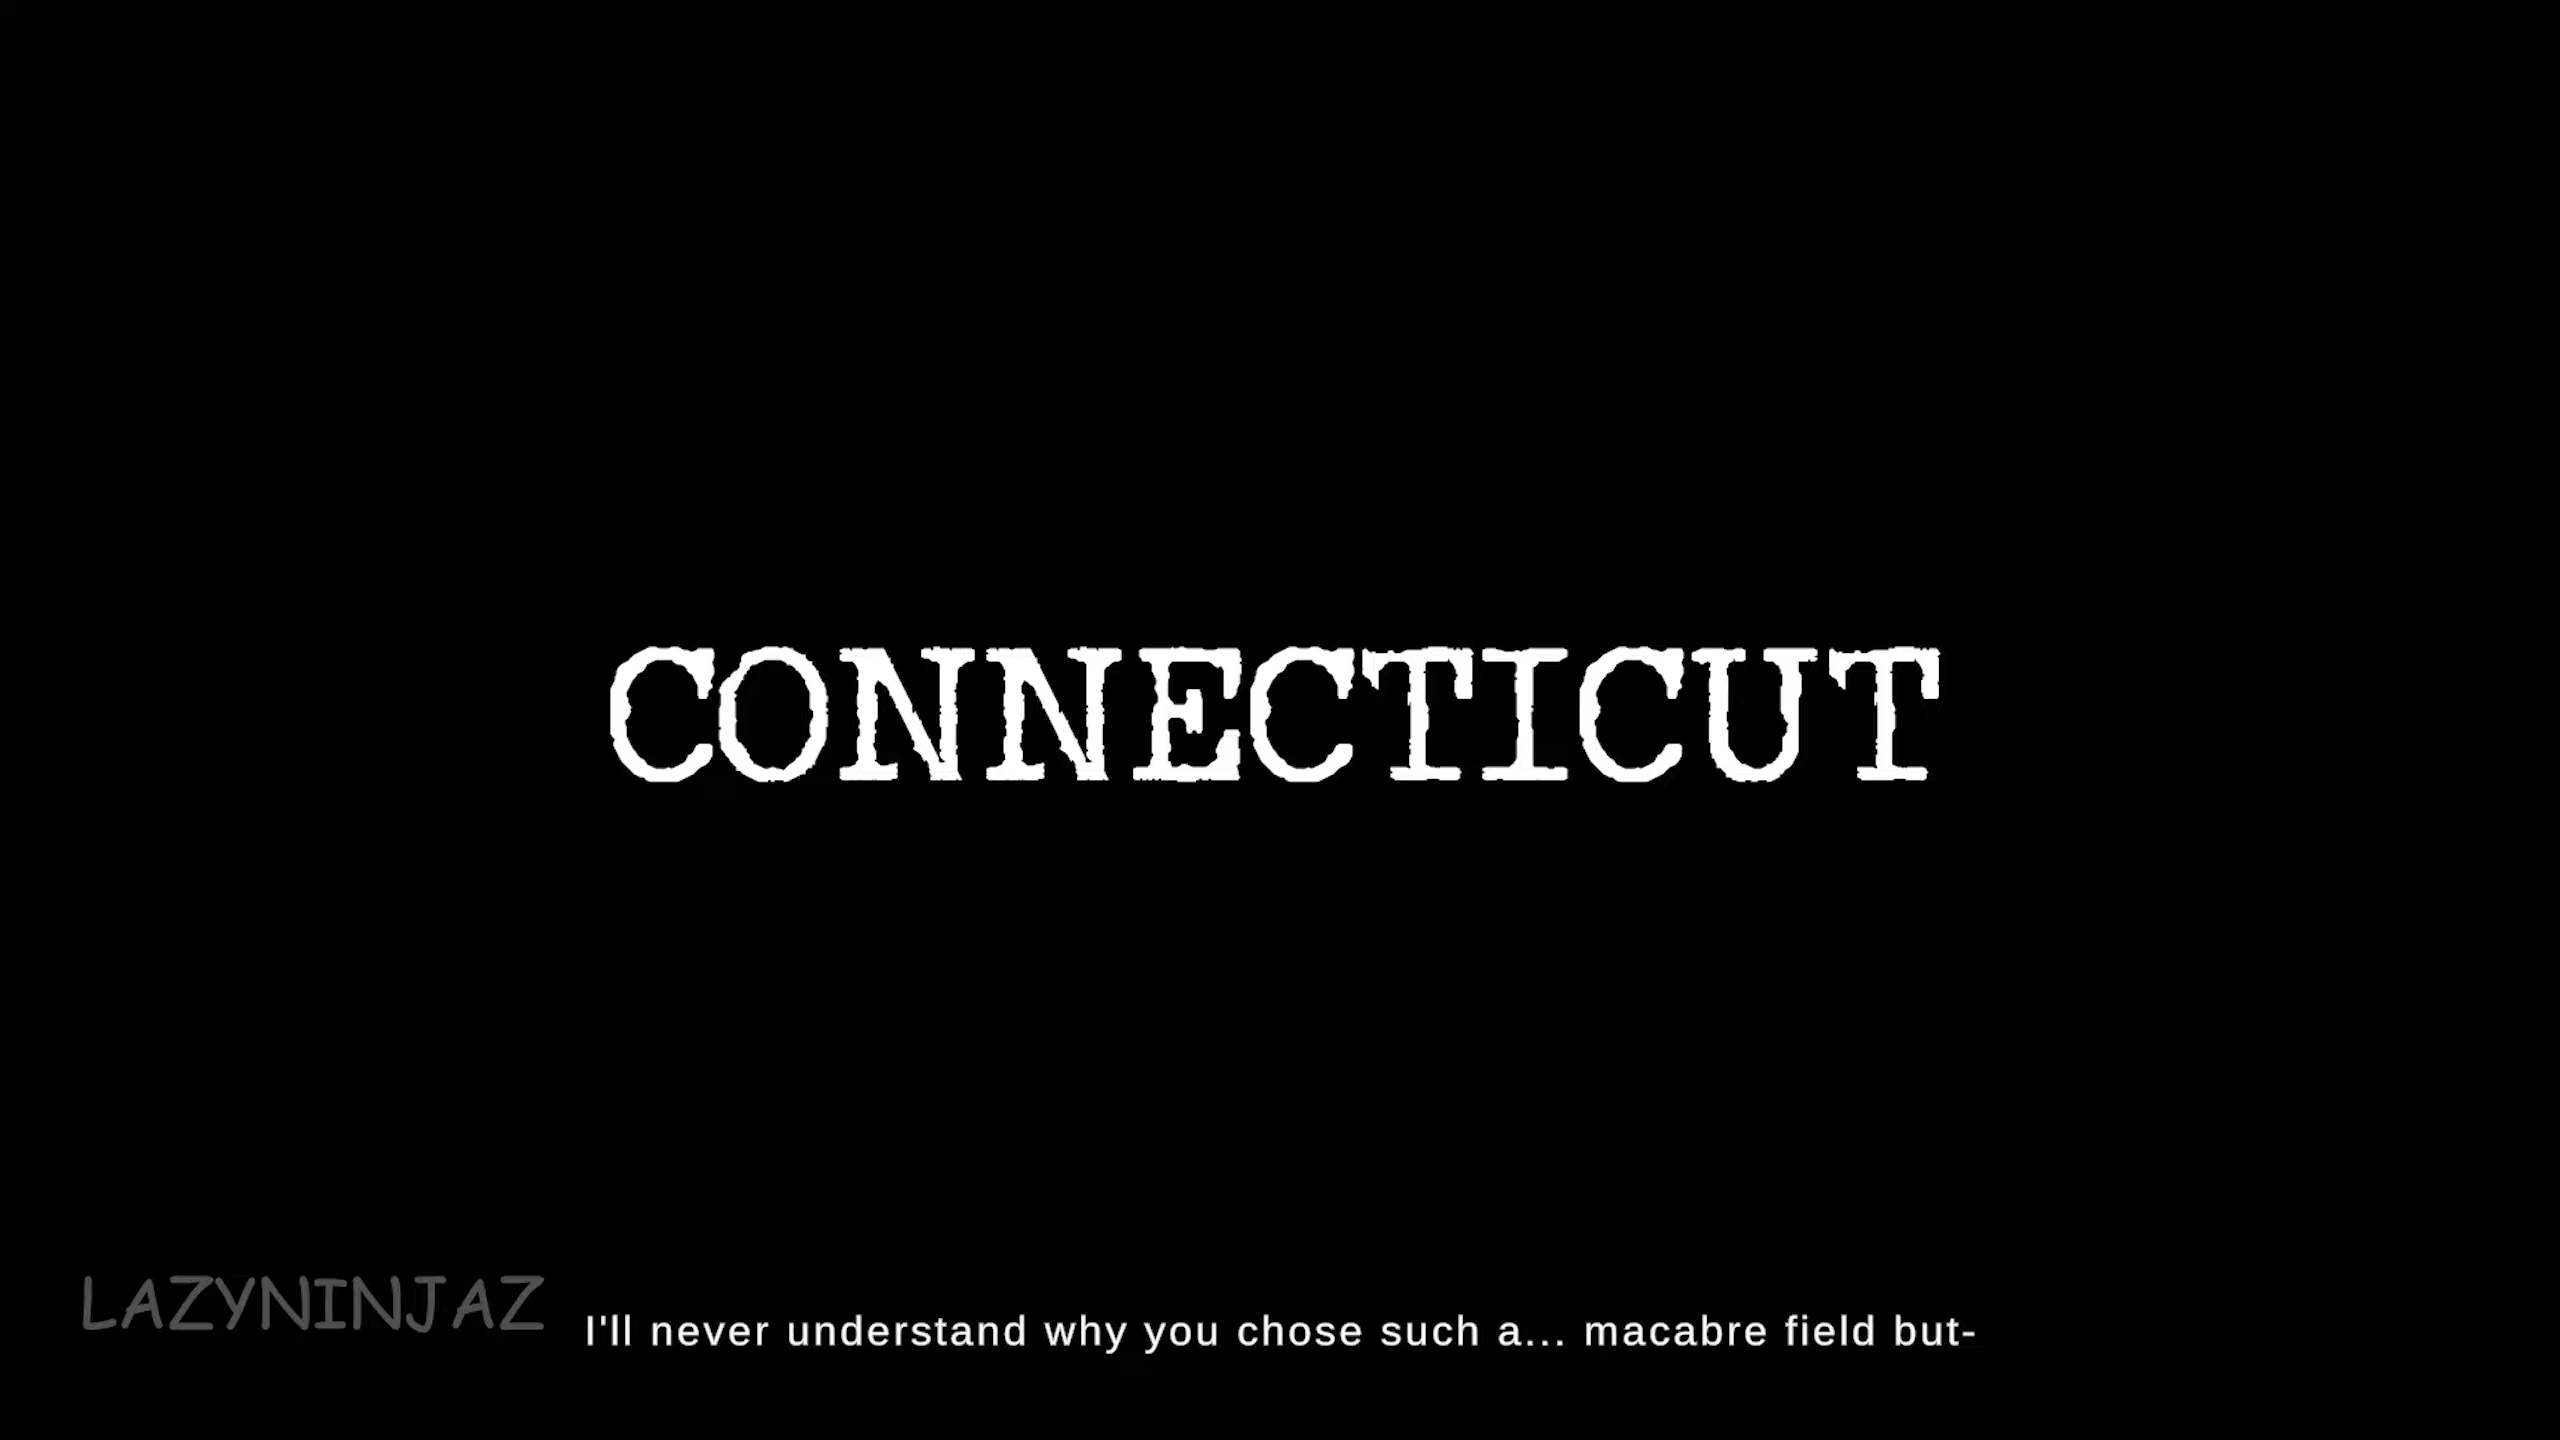 CONNECTICUT
LAZYNINJAZ
I'll never understand why you chose such a... macabre field but-